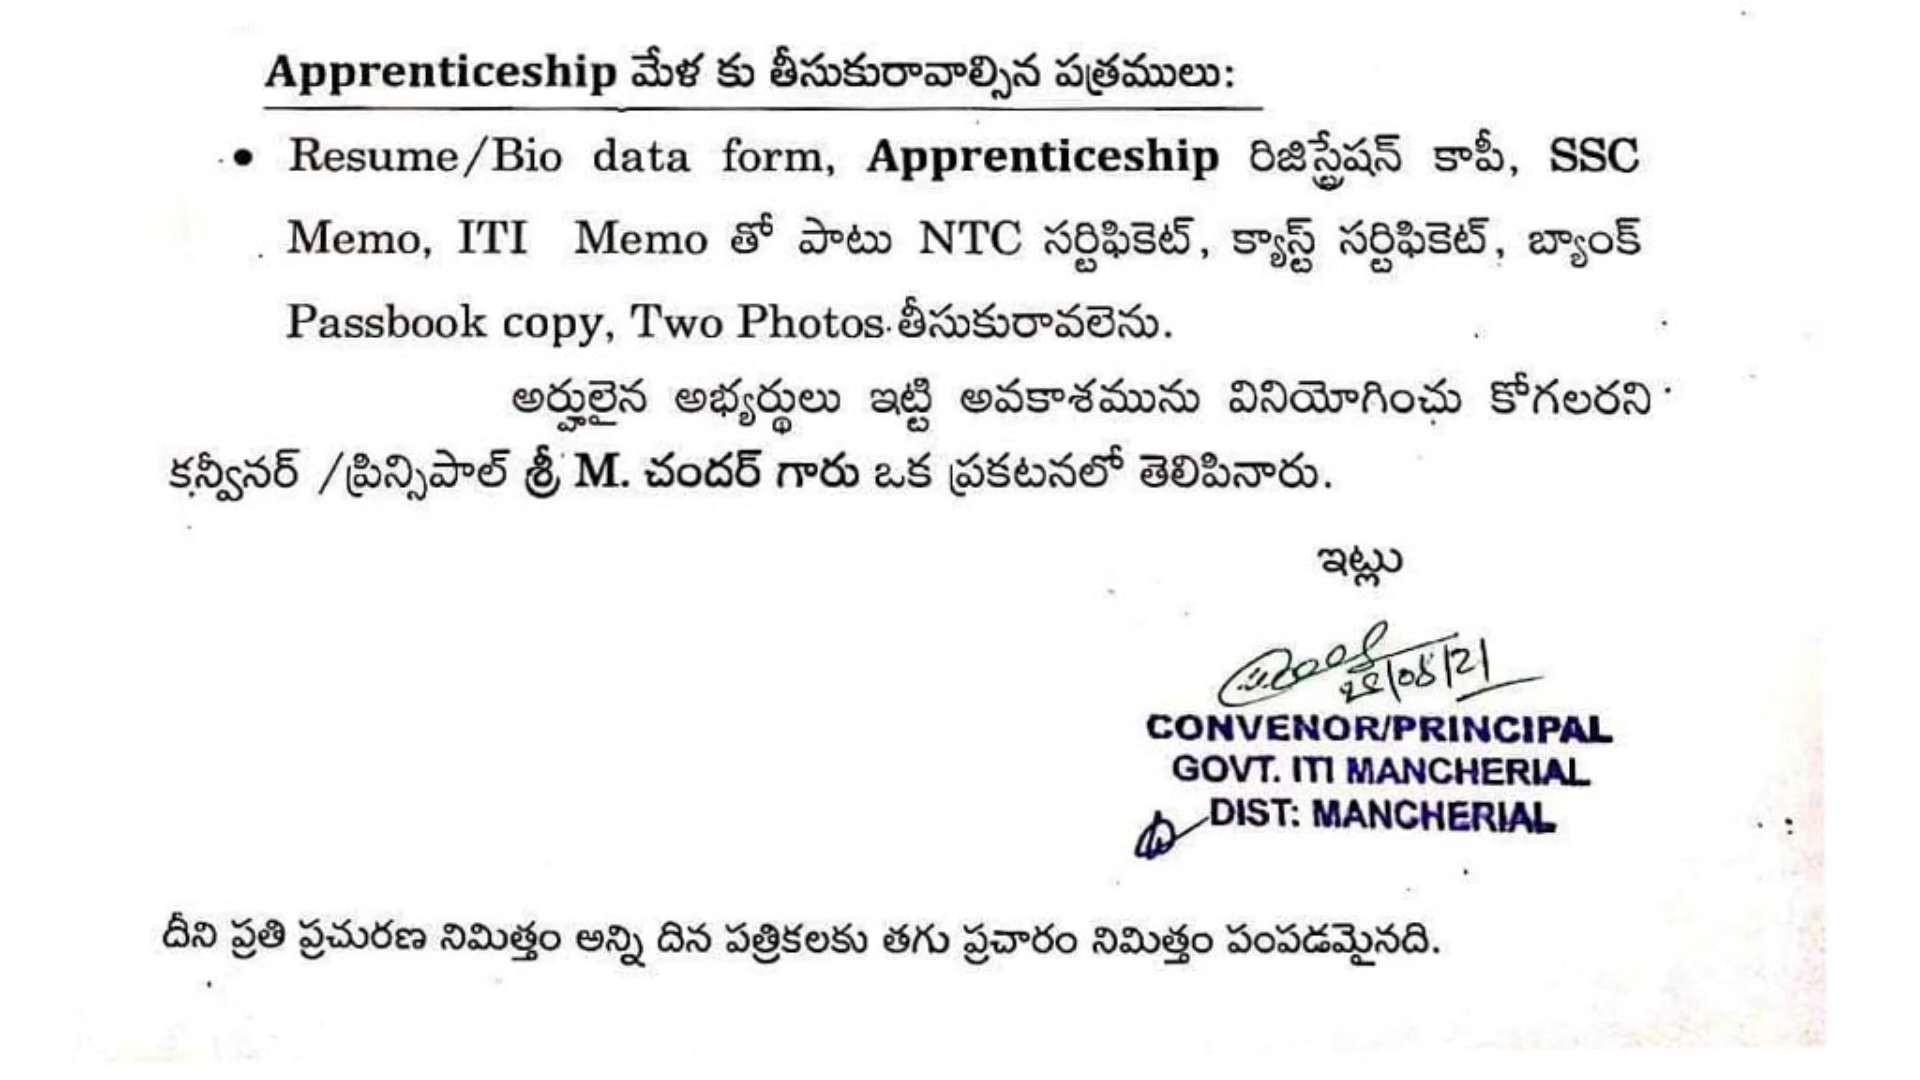 Apprenticeship మేళ కు తీసుకురావాల్సిన పత్రములు:
• Resume/Bio data form, Apprenticeship రిజిస్ట్రేషన్ కాపీ, SSC
Memo, ITI Memo తో పాటు NTC సర్టిఫికెట్, క్యాస్ట్ సర్టిఫికెట్, బ్యాంక్
Passbook copy, Two Photos తీసుకురావలెను.
అర్హులైన అభ్యర్థులు ఇట్టి అవకాశమును వినియోగించు కోగలరని
కన్వీనర్ /ప్రిన్సిపాల్ శ్రీ M. చందర్ గారు ఒక ప్రకటనలో తెలిపినారు.
ఇట్లు
CONVENOR/PRINCIPAL
GOVT. ITI MANCHERIAL
DIST: MANCHERIAL
దీని ప్రతి ప్రచురణ నిమిత్తం అన్ని దిన పత్రికలకు తగు ప్రచారం నిమిత్తం పంపడమైనది.